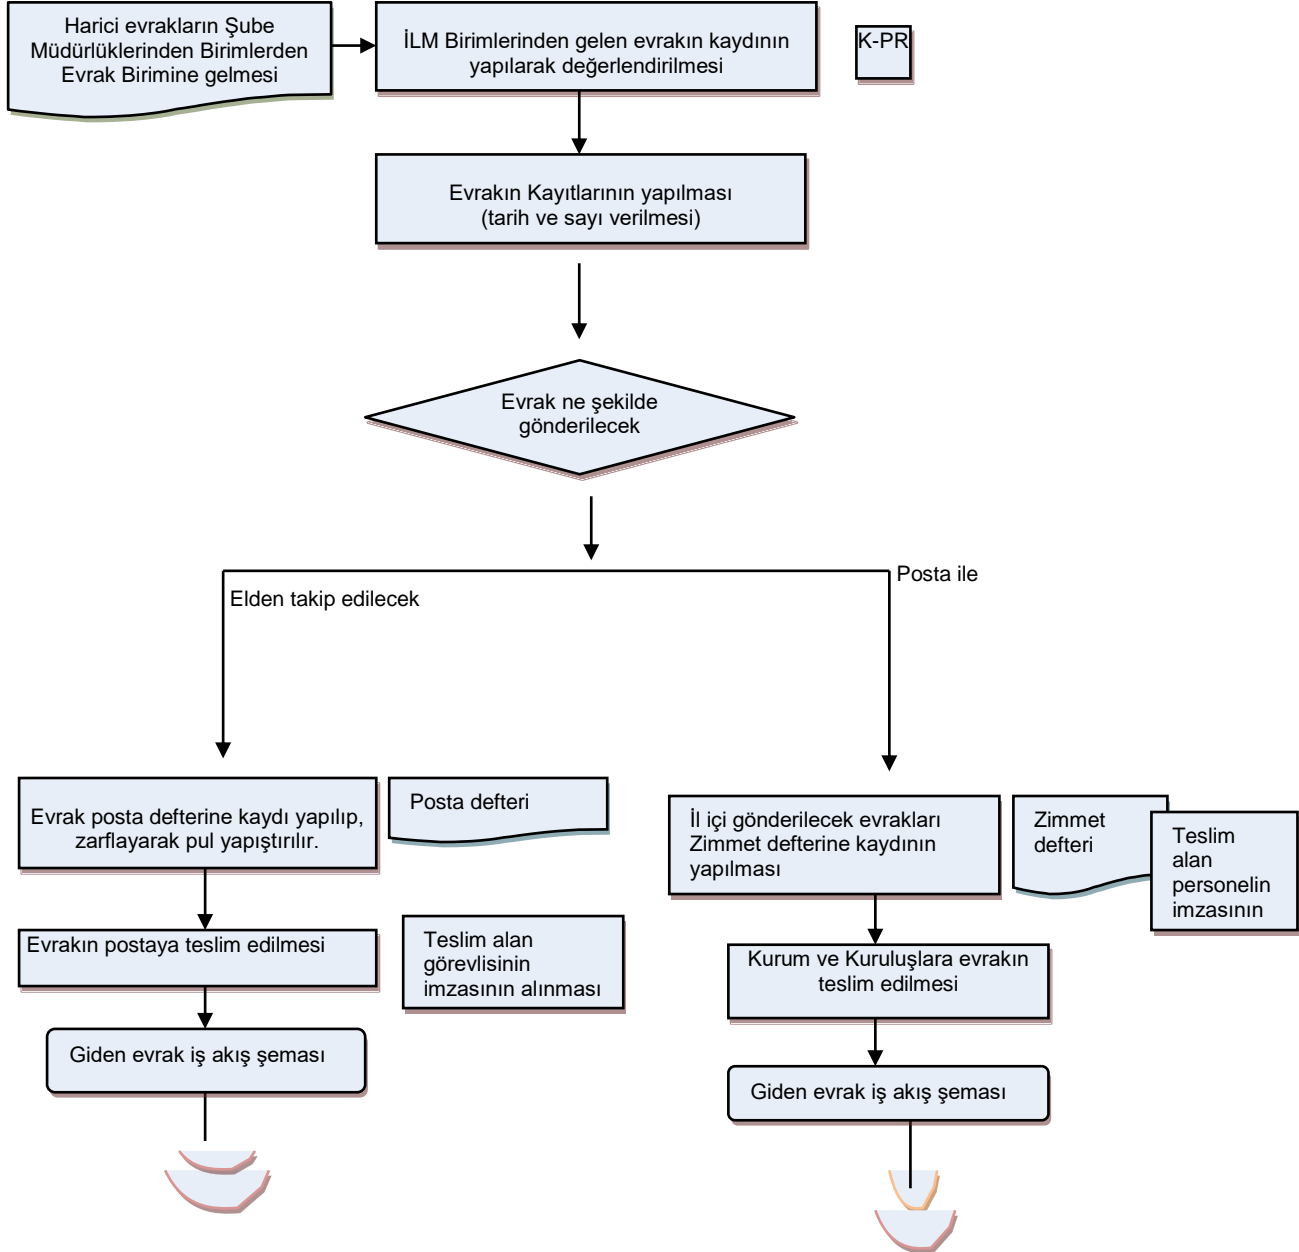 Harici evrakların Şube
Müdürlüklerinden Birimlerden
Evrak Birimine gelmesi
İLM Birimlerinden gelen evrakın kaydının
yapılarak değerlendirilmesi
K-PR
Evrakın Kayıtlarının yapılması
(tarih ve sayı verilmesi)
Evrak ne şekilde
gönderilecek
Posta ile
Elden takip edilecek
Evrak posta defterine kaydı yapılıp,
zarflayarak pul yapıştırılır.
Posta defteri
İl içi gönderilecek evrakları
Zimmet defterine kaydının
yapılması
Zimmet
defteri
Teslim
alan
personelin
imzasının
Evrakın postaya teslim edilmesi
Teslim alan
görevlisinin
imzasının alınması
Kurum ve Kuruluşlara evrakın
teslim edilmesi
Giden evrak iş akış şeması
Giden evrak iş akış şeması